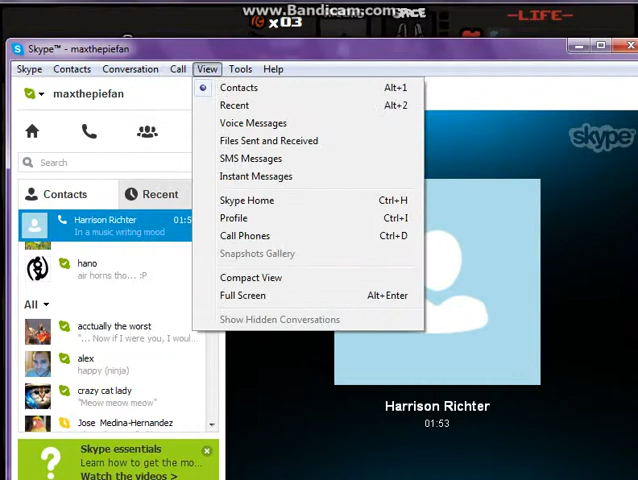 www.Bandicam.com
x03
SPACE
-LIFE-
Skype™ - maxthepiefan
Skype Contacts Conversation Call View Tools Help
maxthepiefan
Search
Contacts
Recent
Harrison Richter
In a music writing mood
hano
air horns tho... :P
All
acctually the worst
"... Now if I were you, I would...
alex
happy (ninja)
crazy cat lady
"Meow meow meow"
Jose Medina-Hernandez
Skype essentials
Learn how to get the mo...
Watch the videos >
Contacts Alt+1
Recent Alt+2
Voice Messages
Files Sent and Received
SMS Messages
Instant Messages
Skype Home Ctrl+H
Profile Ctrl+I
Call Phones Ctrl+D
Snapshots Gallery
Compact View
Full Screen Alt+Enter
Show Hidden Conversations
skype
Harrison Richter
01:53